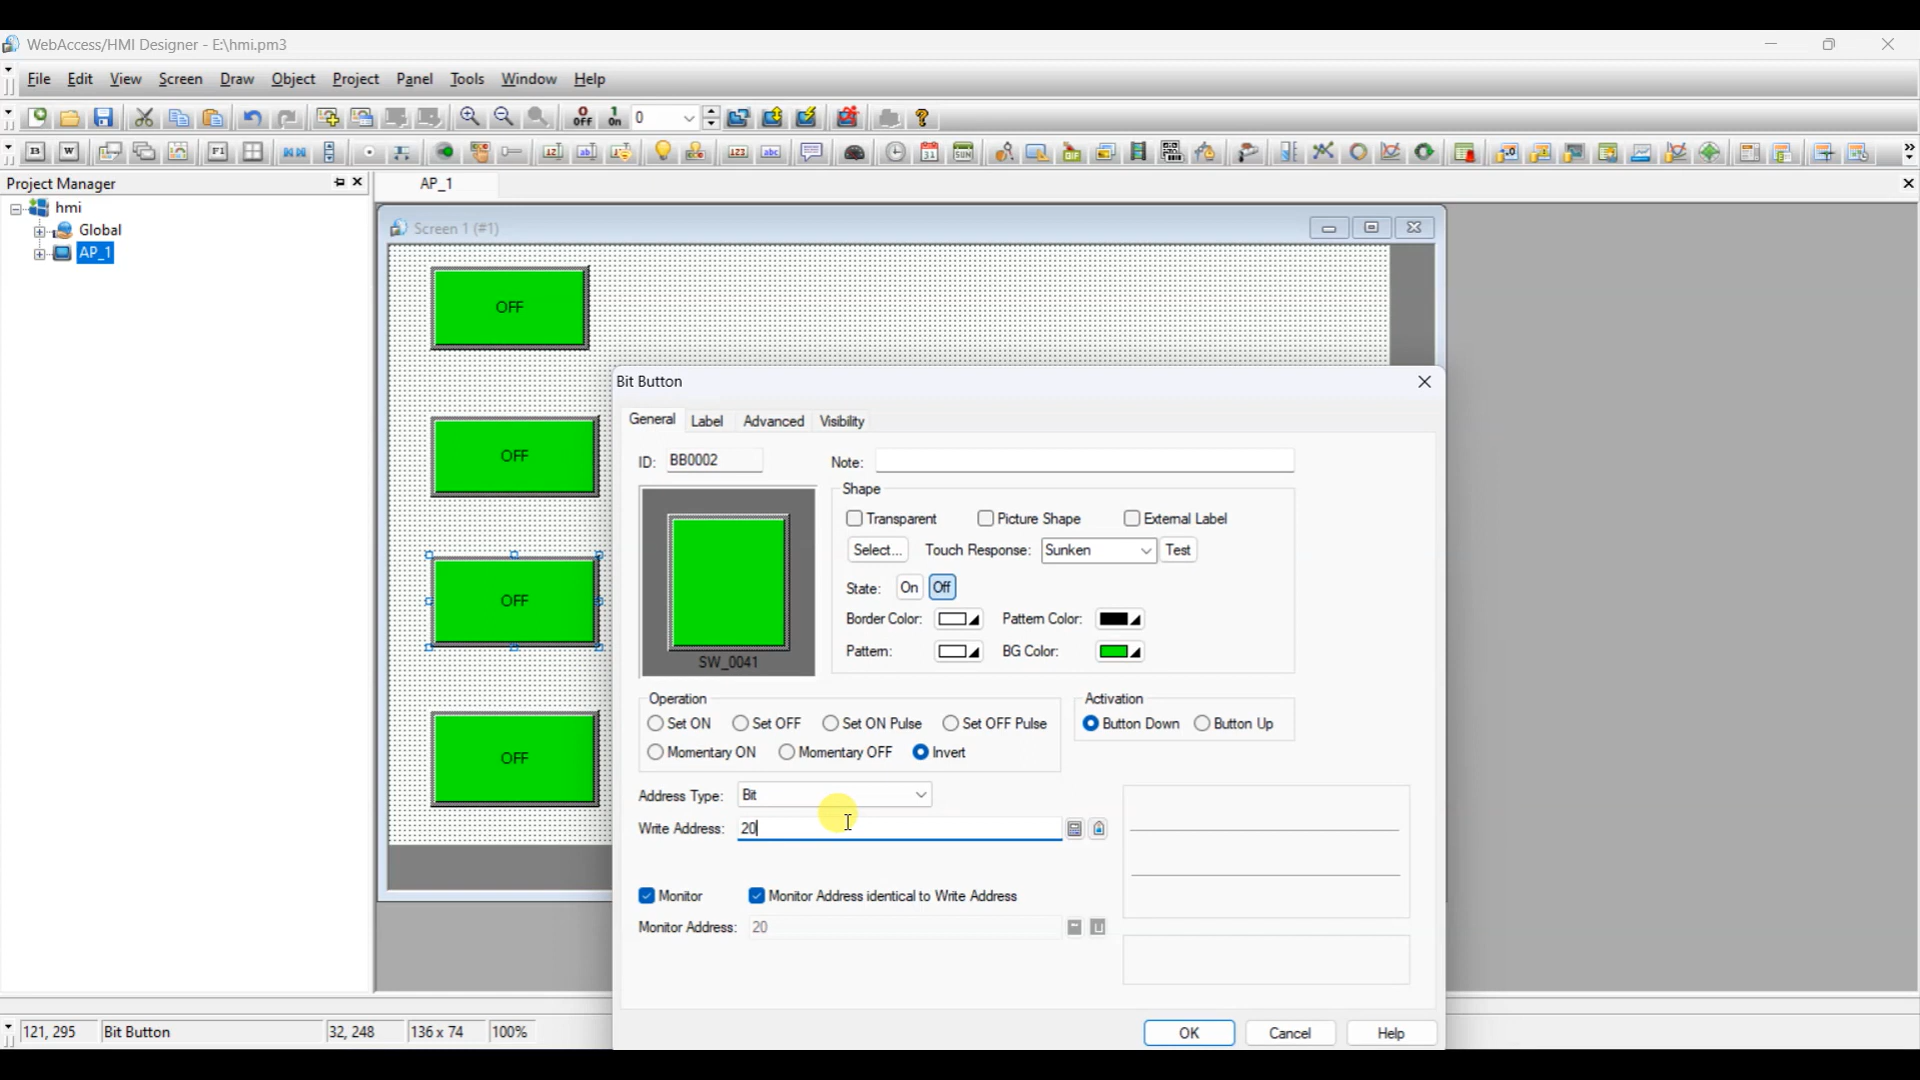 WebAccess/HMI Designer - E:\hmi.pm3
File Edit View Screen Draw Object Project Panel Tools Window Help
0 Off 1 On 0
Project Manager
AP_1
hmi
Global
AP_1
Screen 1 (#1)
OFF
OFF
OFF
OFF
Bit Button
General Label Advanced Visibility
ID: BB0002 Note:
Shape
Transparent Picture Shape External Label
Select... Touch Response: Sunken Test
State: On Off
Border Color: Pattern Color:
Pattern: BG Color:
SW_0041
Operation
Set ON Set OFF Set ON Pulse Set OFF Pulse
Momentary ON Momentary OFF Invert
Activation
Button Down Button Up
Address Type: Bit
Write Address: 20
Monitor Monitor Address identical to Write Address
Monitor Address: 20
OK Cancel Help
121, 295 Bit Button 32, 248 136 x 74 100%